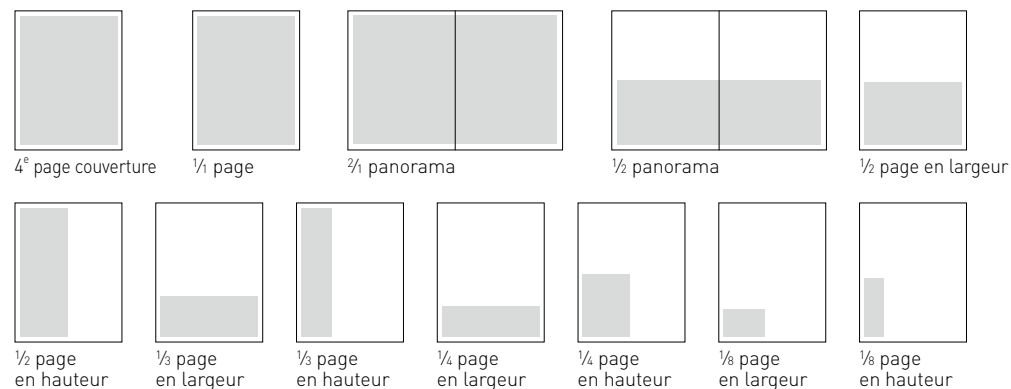 4e page couverture
1/1 page
2/1 panorama
1/2 panorama
1/2 page en largeur
1/2 page
en hauteur
1/3 page
en largeur
1/3 page
en hauteur
1/4 page
en largeur
1/4 page
en hauteur
1/8 page
en largeur
1/8 page
en hauteur